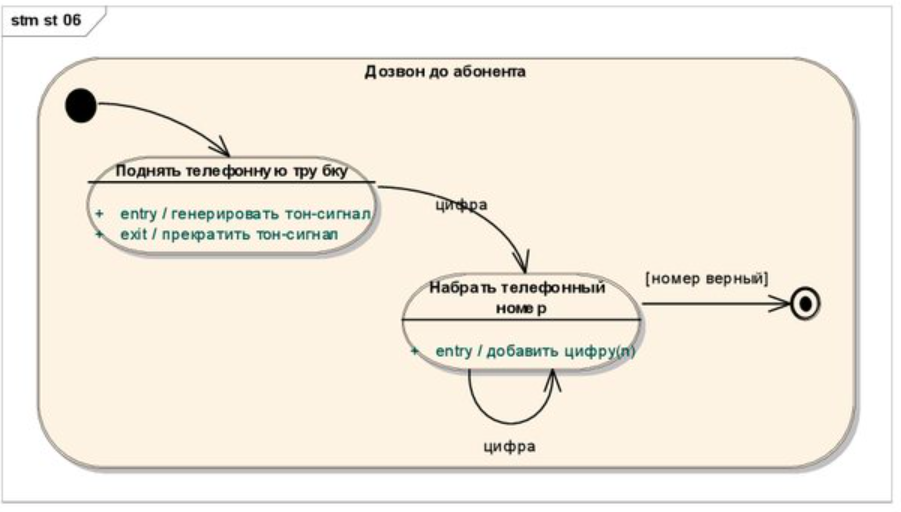 stm st 06
Дозвон до абонента
Поднять телефонную трубку
+ entry / генерировать тон-сигнал
+ exit / прекратить тон-сигнал
цифра
Набрать телефонный
номер
+ entry / добавить цифру(n)
[номер верный]
цифра